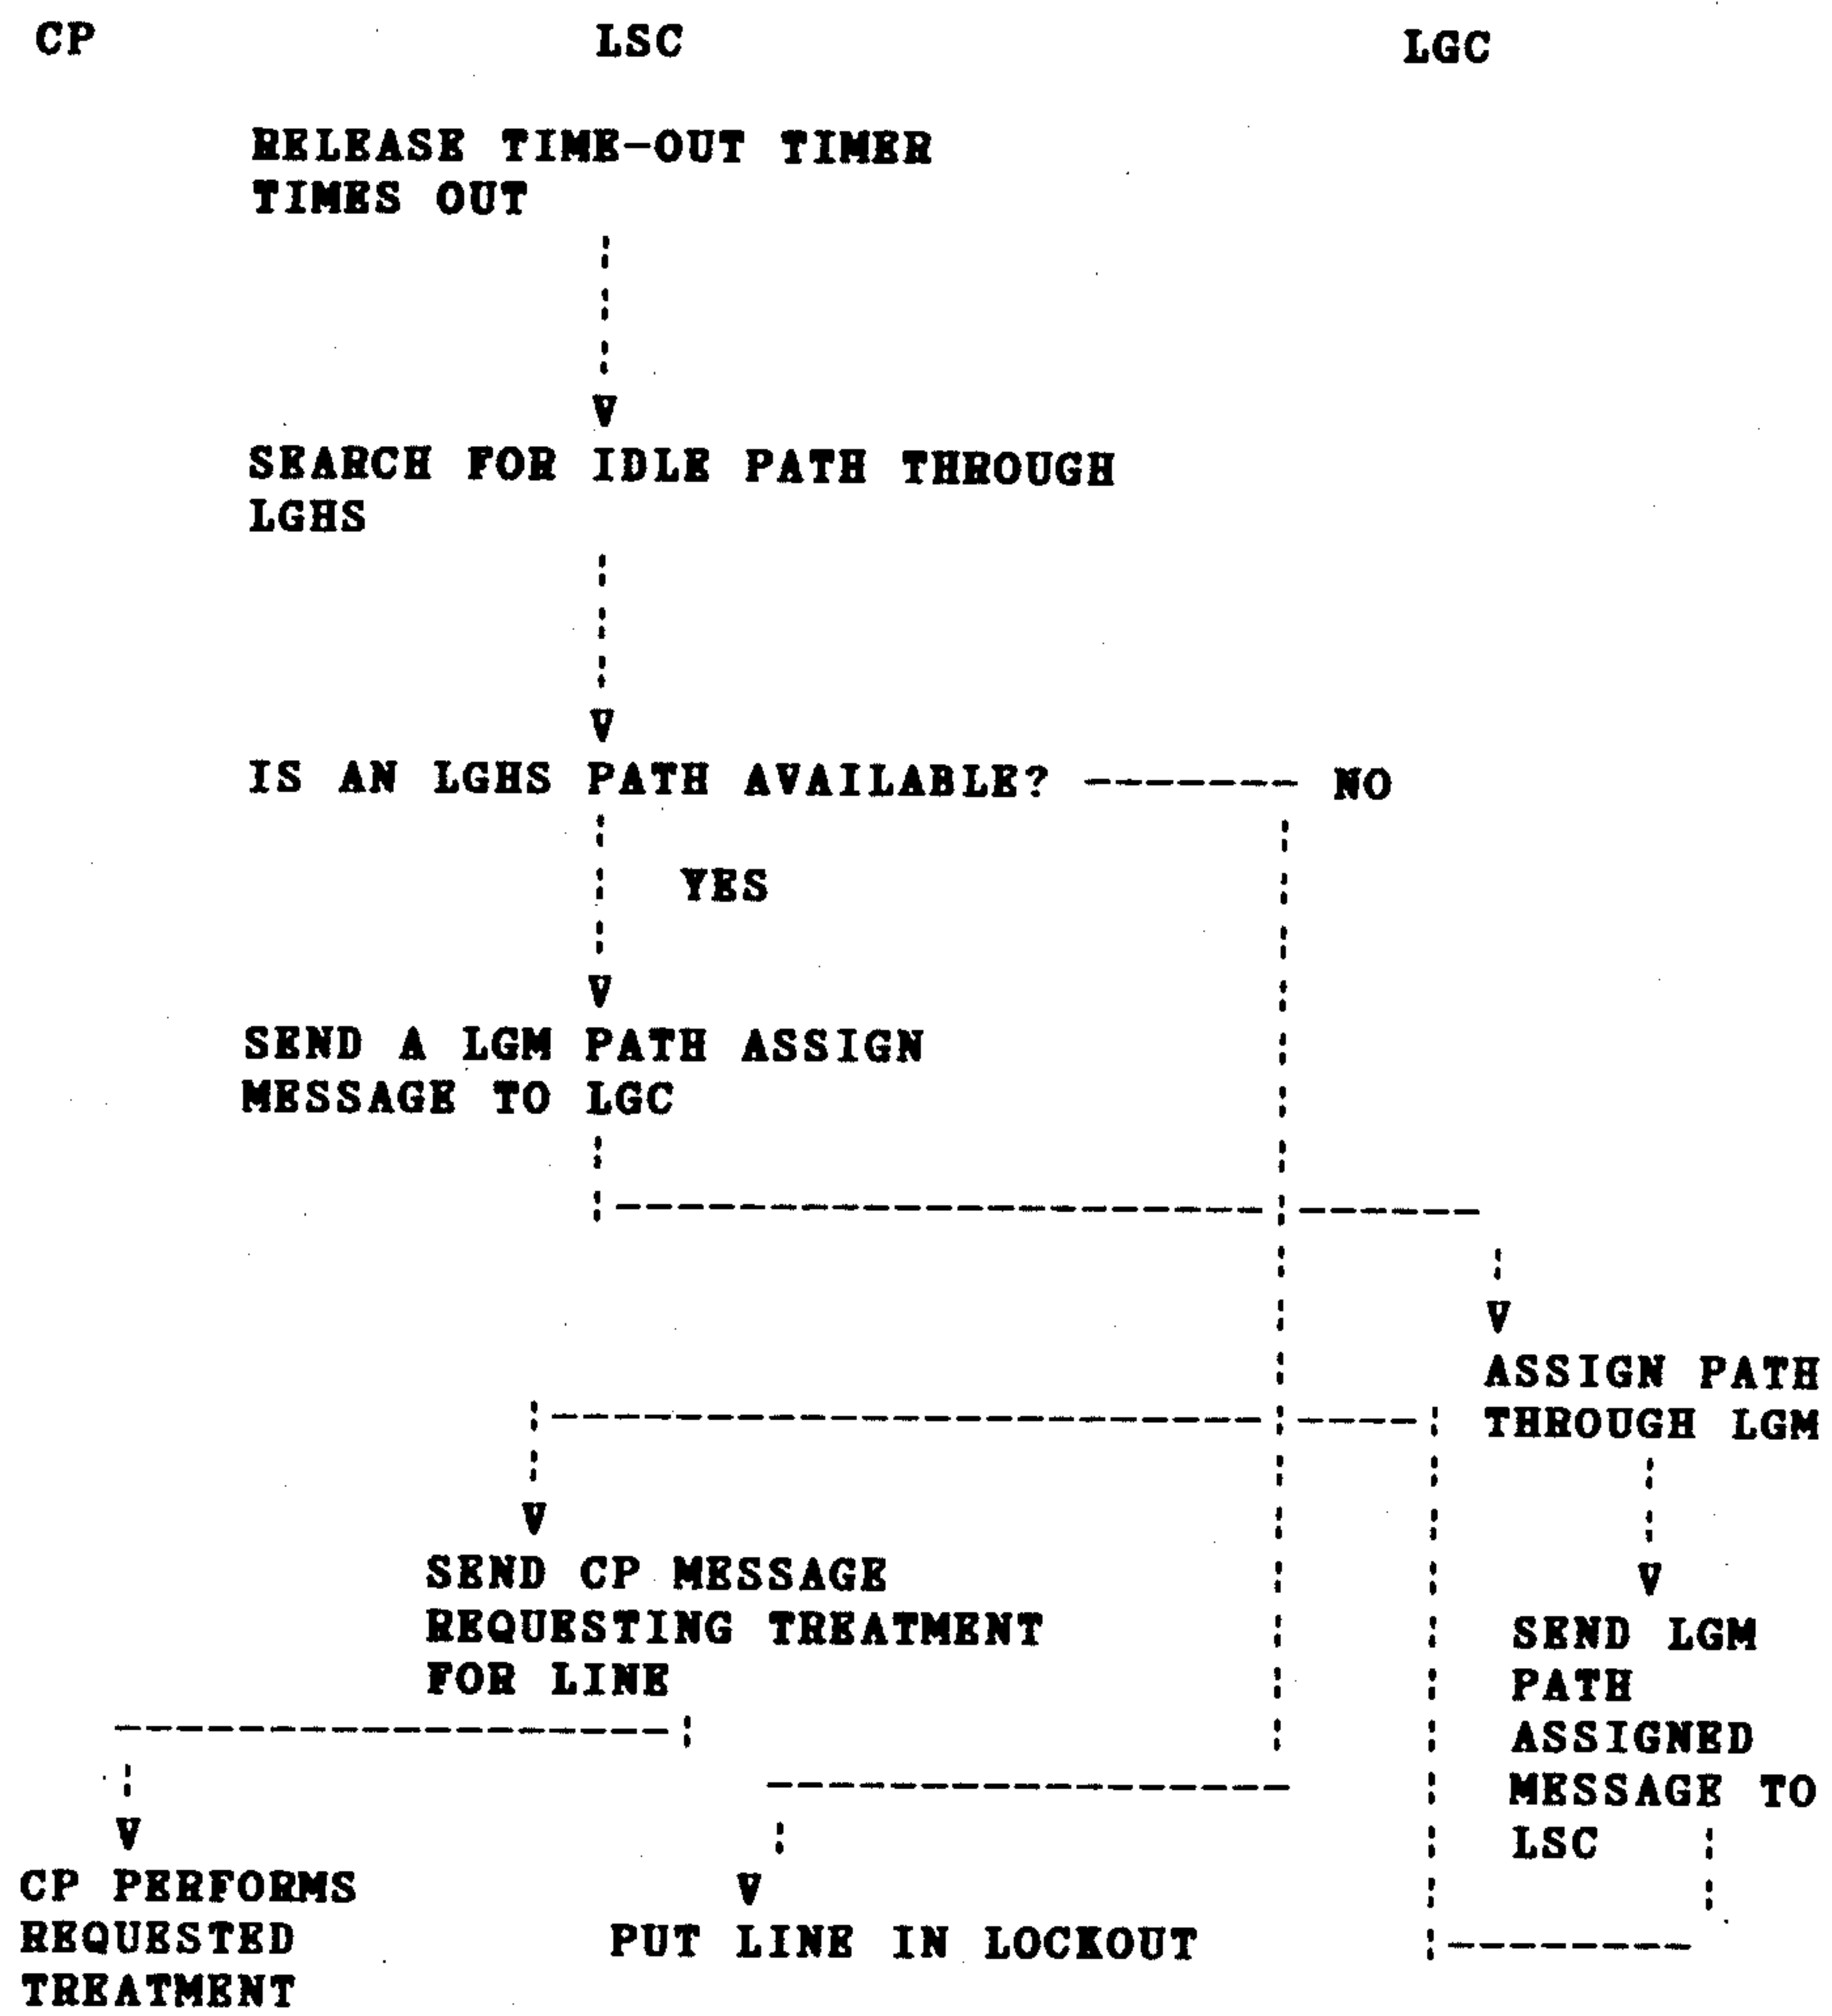 CP LSC LGC
RELEASE TIME-OUT TIMER
TIMES OUT
SEARCH FOR IDLE PATH THROUGH
LGHS
IS AN LGHS PATH AVAILABLE? NO
YES
SEND A LGM PATH ASSIGN
MESSAGE TO LGC
ASSIGN PATH
THROUGH LGM
SEND CP MESSAGE
REQUESTING TREATMENT
FOR LINE
SEND LGM
PATH
ASSIGNED
MESSAGE TO
LSC
CP PERFORMS
REQUESTED
TREATMENT
PUT LINE IN LOCKOUT